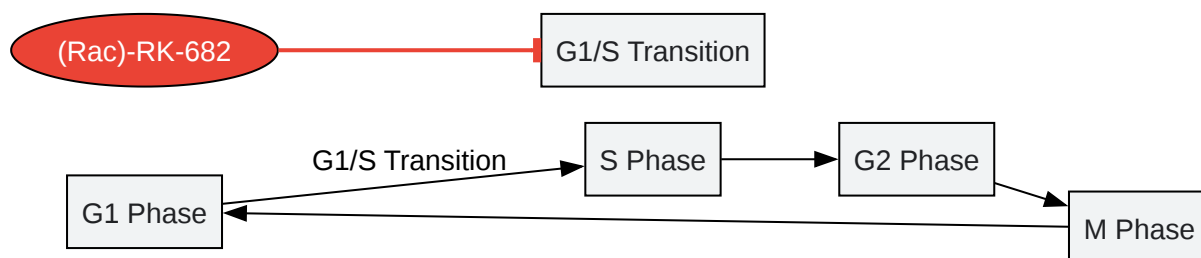 (Rac)-RK-682
G1/S Transition
G1/S Transition
S Phase
G2 Phase
G1 Phase
M Phase